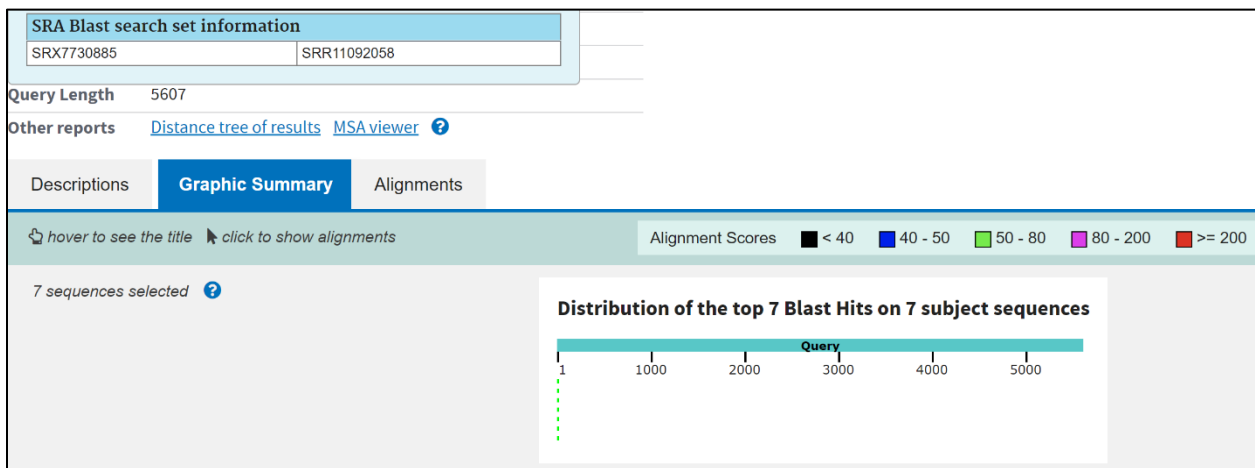 SRA Blast search set information
SRX7730885 SRR11092058
Query Length 5607
Other reports Distance tree of results MSA viewer ?
Descriptions Graphic Summary Alignments
hover to see the title click to show alignments Alignment Scores < 40 40 - 50 50 - 80 80 - 200 >= 200
7 sequences selected ?
Distribution of the top 7 Blast Hits on 7 subject sequences
Query
1 1000 2000 3000 4000 5000